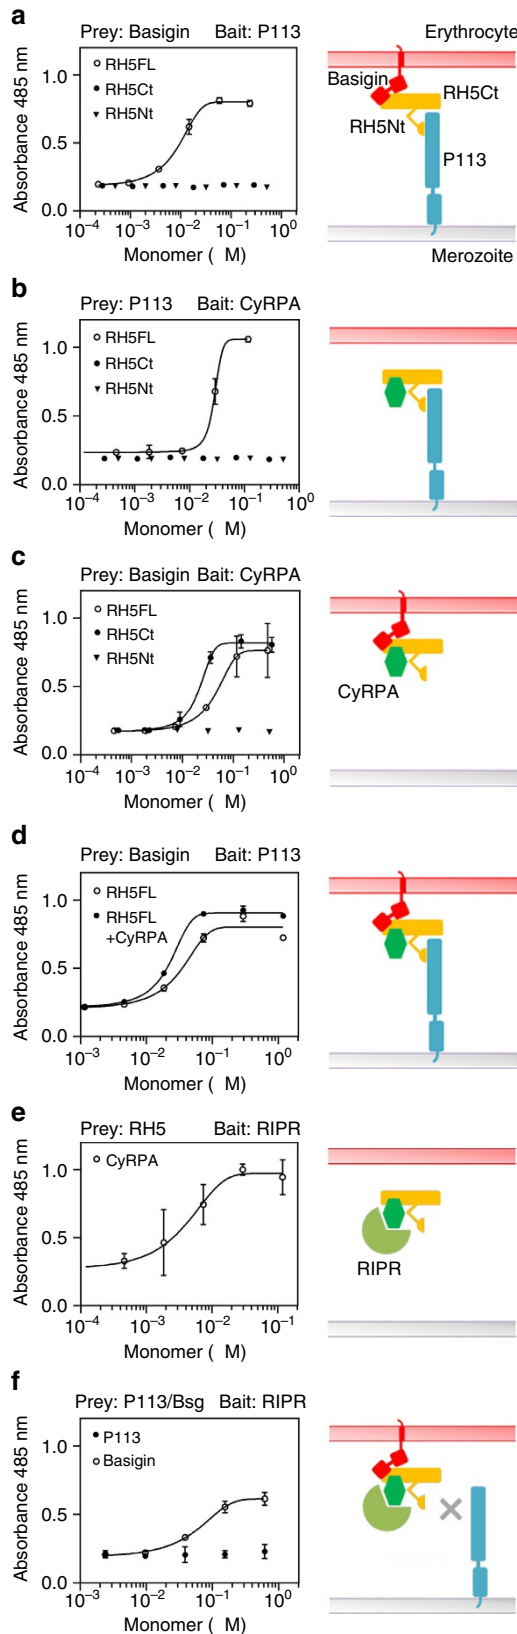 a
Prey: Basigin Bait: P113
Absorbance 485 nm
1.0
0.5
0.0
RH5FL
RH5Ct
RH5Nt
10⁻⁴ 10⁻³ 10⁻² 10⁻¹ 10⁰
Monomer ( M)
Erythrocyte
Basigin
RH5Ct
RH5Nt
P113
Merozoite
b
Prey: P113 Bait: CyRPA
Absorbance 485 nm
1.0
0.5
0.0
RH5FL
RH5Ct
RH5Nt
10⁻⁴ 10⁻³ 10⁻² 10⁻¹ 10⁰
Monomer ( M)
c
Prey: Basigin Bait: CyRPA
Absorbance 485 nm
1.0
0.5
0.0
RH5FL
RH5Ct
RH5Nt
10⁻⁴ 10⁻³ 10⁻² 10⁻¹ 10⁰
Monomer ( M)
CyRPA
d
Prey: Basigin Bait: P113
Absorbance 485 nm
1.0
0.5
0.0
RH5FL
RH5FL
+CyRPA
10⁻³ 10⁻² 10⁻¹ 10⁰
Monomer ( M)
e
Prey: RH5 Bait: RIPR
Absorbance 485 nm
1.0
0.5
0.0
CyRPA
10⁻⁴ 10⁻³ 10⁻² 10⁻¹
Monomer ( M)
RIPR
f
Prey: P113/Bsg Bait: RIPR
Absorbance 485 nm
1.0
0.5
0.0
P113
Basigin
10⁻³ 10⁻² 10⁻¹ 10⁰
Monomer ( M)